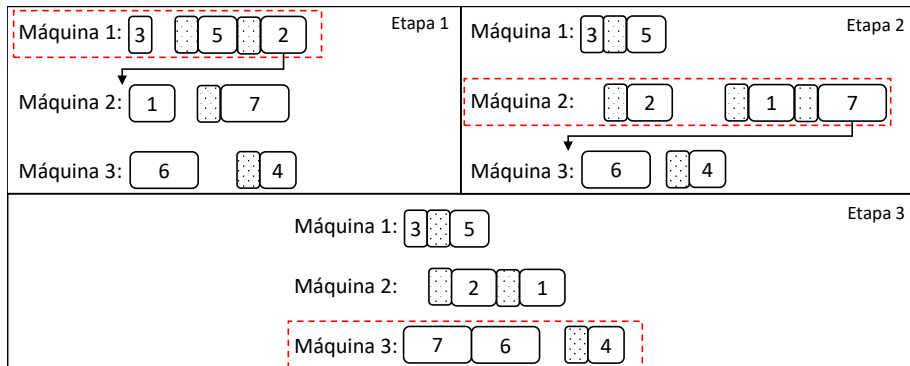 Etapa 1
Máquina 1: 3 5 2
Máquina 2: 1 7
Máquina 3: 6 4
Etapa 2
Máquina 1: 3 5
Máquina 2: 2 1 7
Máquina 3: 6 4
Etapa 3
Máquina 1: 3 5
Máquina 2: 2 1
Máquina 3: 7 6 4